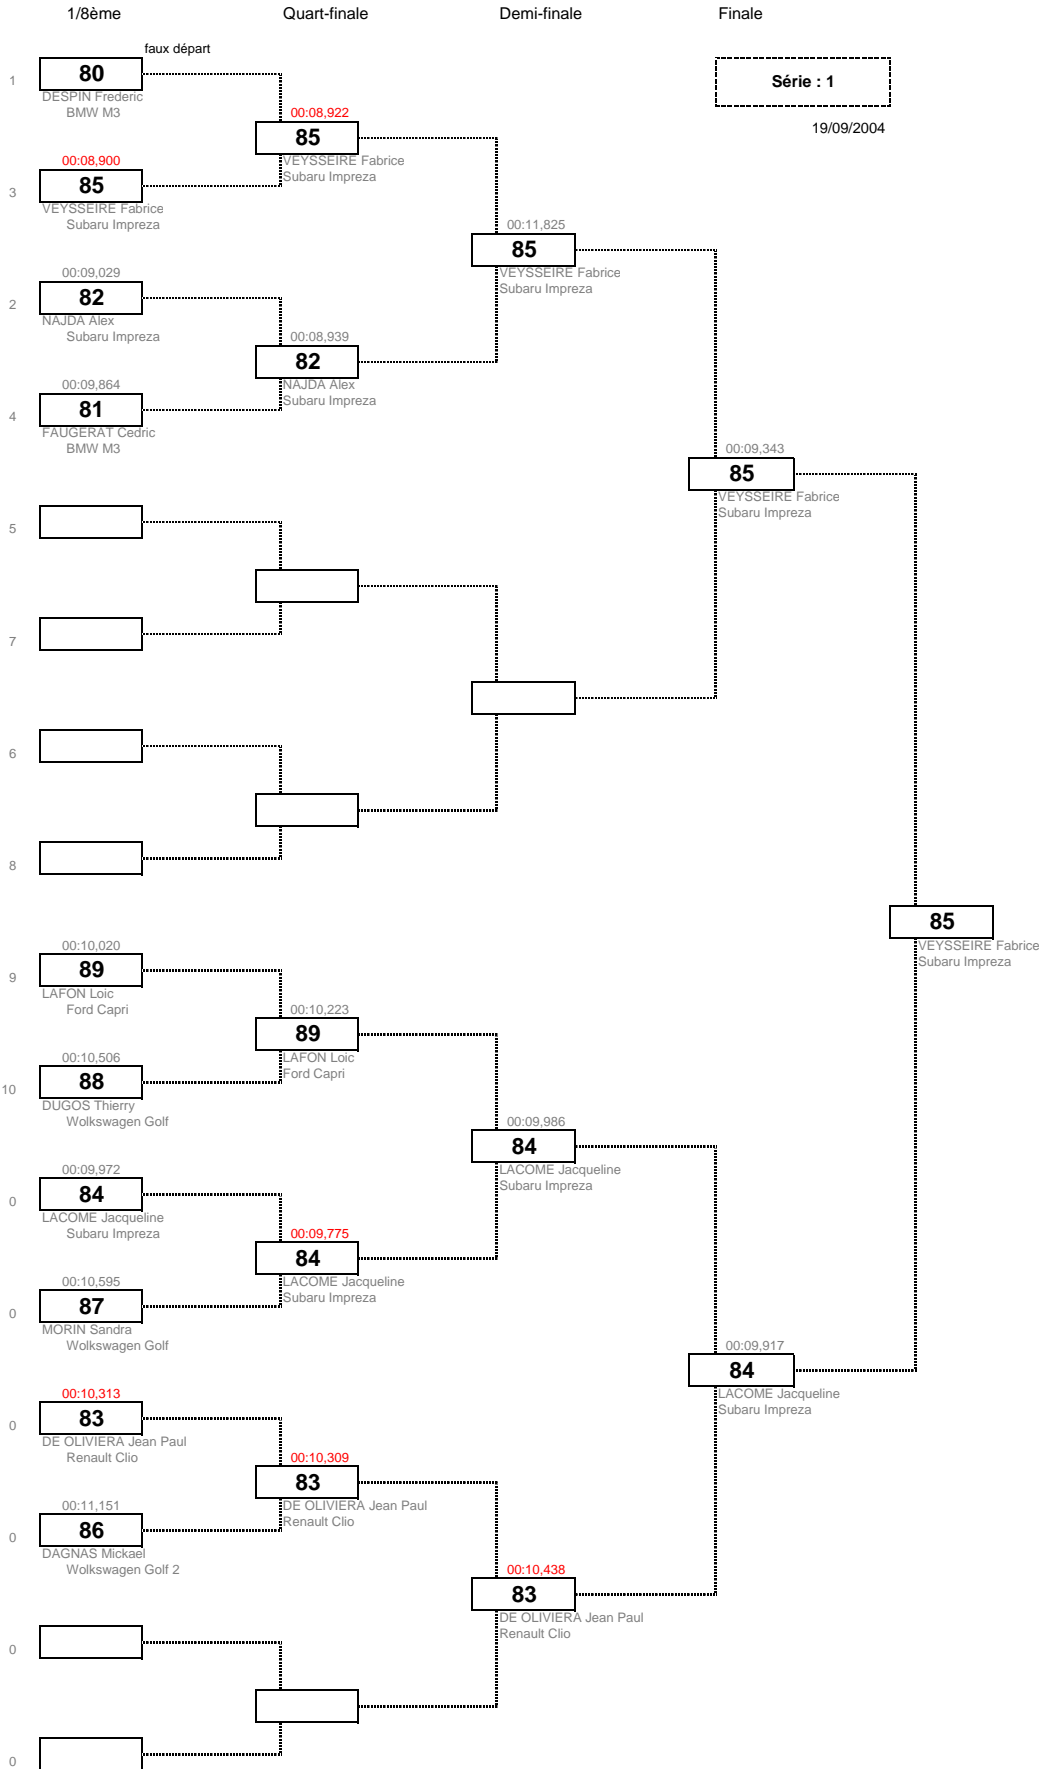 1/8ème
Quart-finale
Demi-finale
Finale
faux départ
1
80
DESPIN Frederic
BMW M3
Série : 1
19/09/2004
00:08,922
85
VEYSSEIRE Fabrice
Subaru Impreza
00:08,900
3
85
VEYSSEIRE Fabrice
Subaru Impreza
00:11,825
85
VEYSSEIRE Fabrice
Subaru Impreza
00:09,029
2
82
NAJDA Alex
Subaru Impreza
00:08,939
82
NAJDA Alex
Subaru Impreza
00:09,864
4
81
FAUGERAT Cedric
BMW M3
00:09,343
85
VEYSSEIRE Fabrice
Subaru Impreza
5
7
6
8
85
VEYSSEIRE Fabrice
Subaru Impreza
00:10,020
9
89
LAFON Loic
Ford Capri
00:10,223
89
LAFON Loic
Ford Capri
00:10,506
10
88
DUGOS Thierry
Wolkswagen Golf
00:09,986
84
LACOME Jacqueline
Subaru Impreza
00:09,972
0
84
LACOME Jacqueline
Subaru Impreza
00:09,775
84
LACOME Jacqueline
Subaru Impreza
00:10,595
0
87
MORIN Sandra
Wolkswagen Golf
00:09,917
84
LACOME Jacqueline
Subaru Impreza
00:10,313
0
83
DE OLIVIERA Jean Paul
Renault Clio
00:10,309
83
DE OLIVIERA Jean Paul
Renault Clio
00:11,151
0
86
DAGNAS Mickael
Wolkswagen Golf 2
00:10,438
83
DE OLIVIERA Jean Paul
Renault Clio
0
0